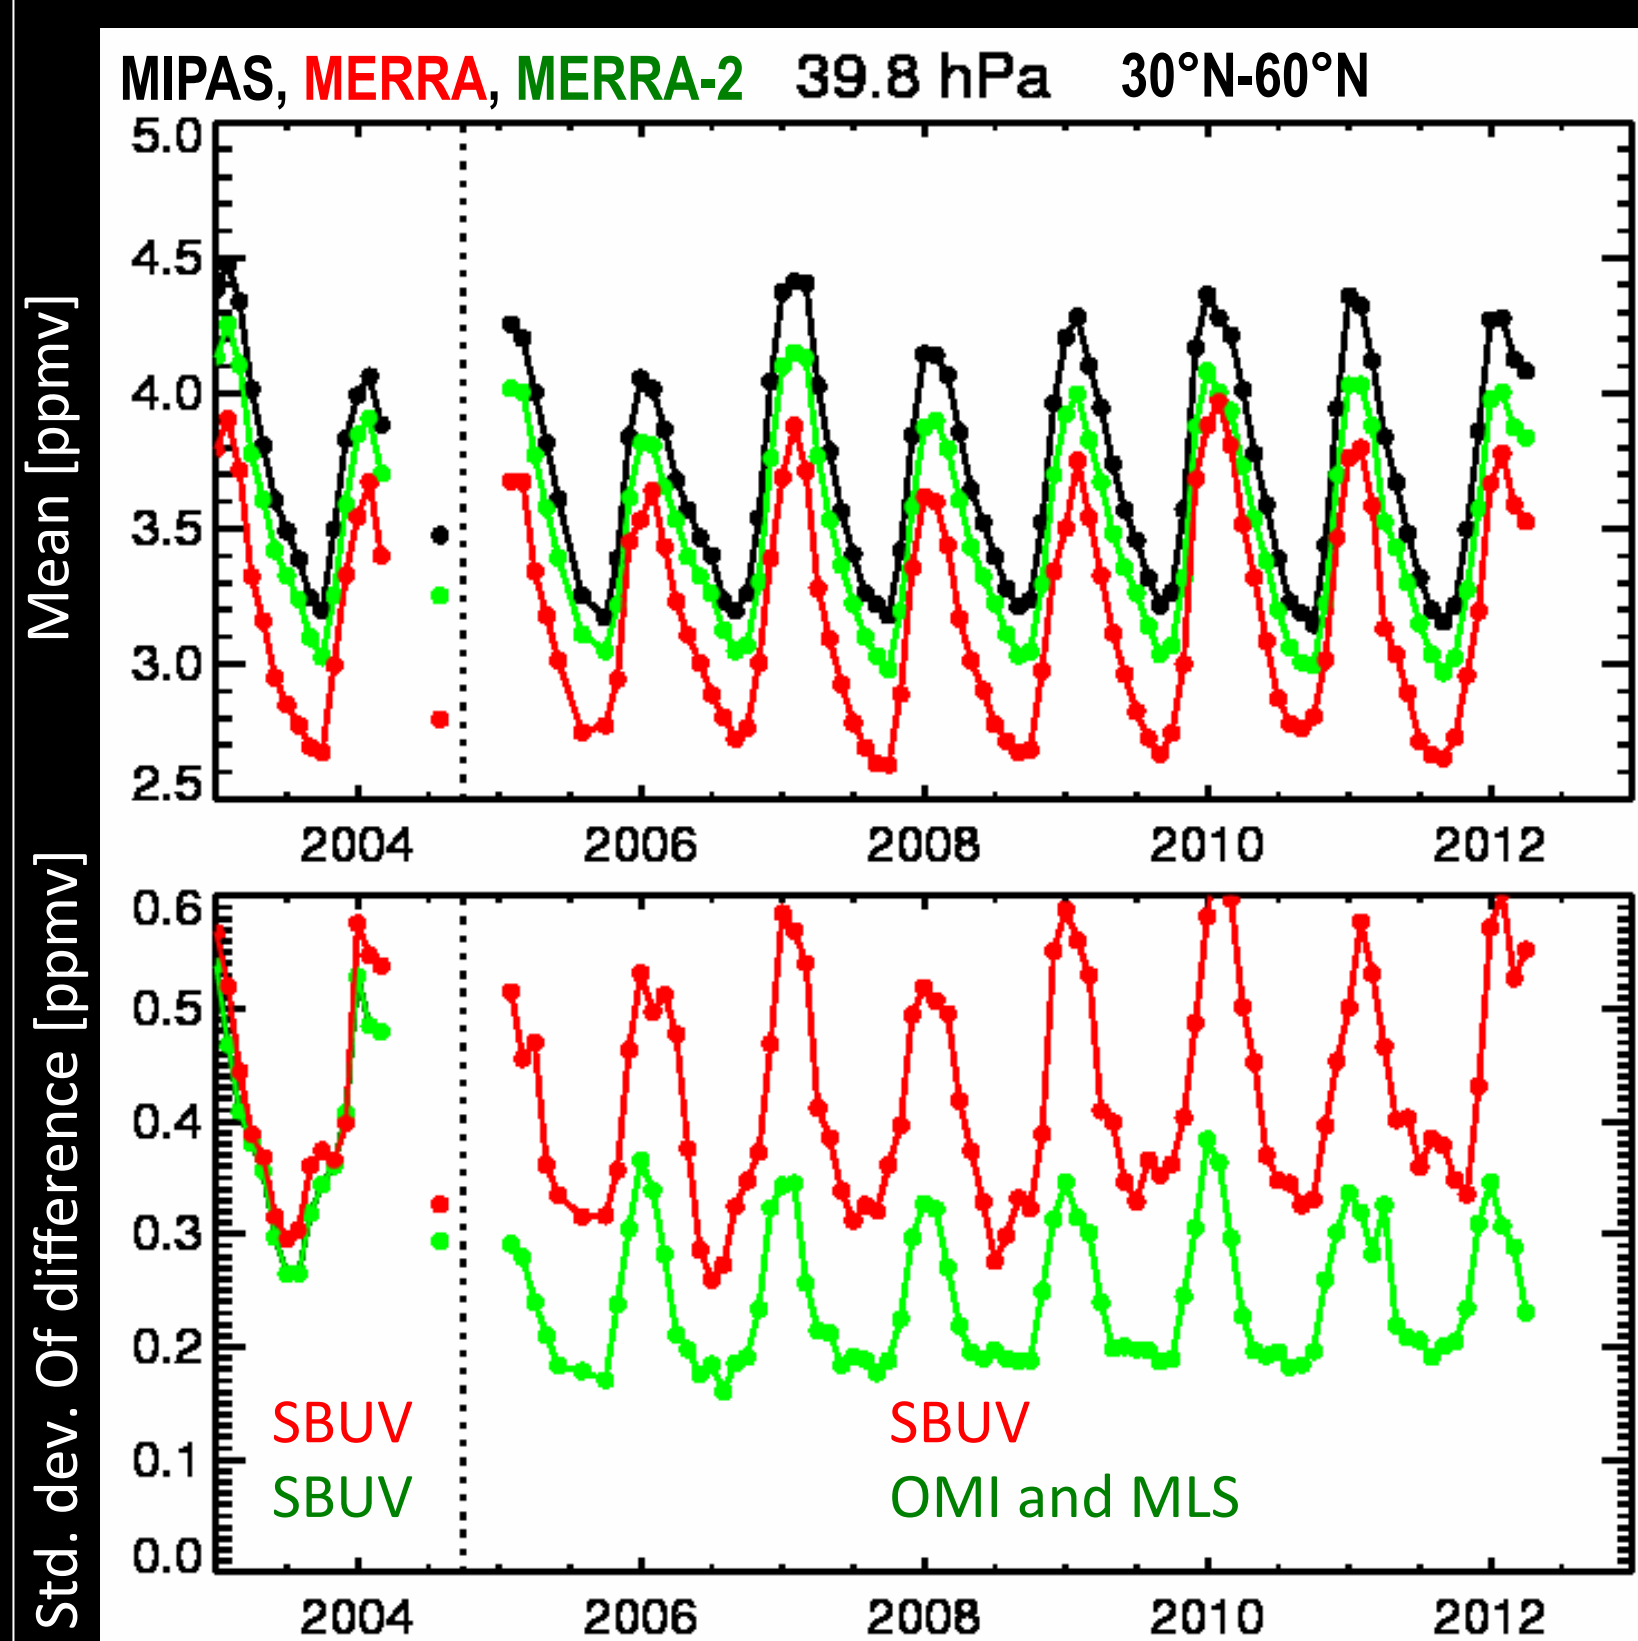 MIPAS, MERRA, MERRA-2 39.8 hPa 30°N-60°N
Mean [ppmv]
5.0
4.5
4.0
3.5
3.0
2.5
2004 2006 2008 2010 2012
Std. dev. Of difference [ppmv]
0.6
0.5
0.4
0.3
0.2
0.1
0.0
SBUV SBUV
SBUV OMI and MLS
2004 2006 2008 2010 2012